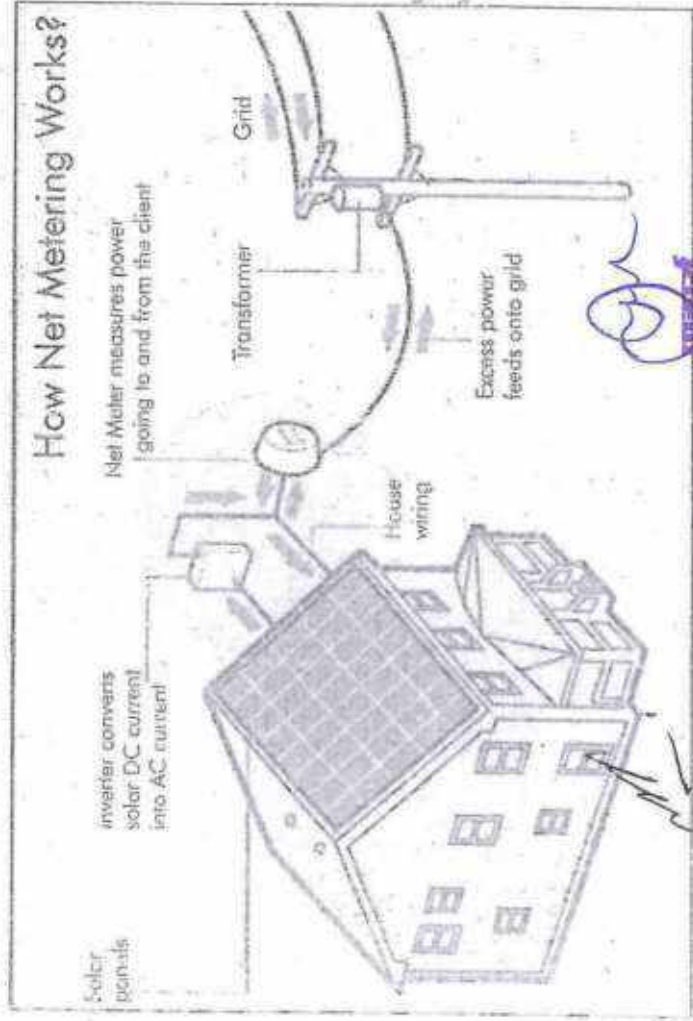 How Net Metering Works?
Solar
panels
Inverter converts
solar DC current
into AC current
Net Meter measures power
going to and from the client
House
wiring
Transformer
Grid
Excess power
feeds onto grid